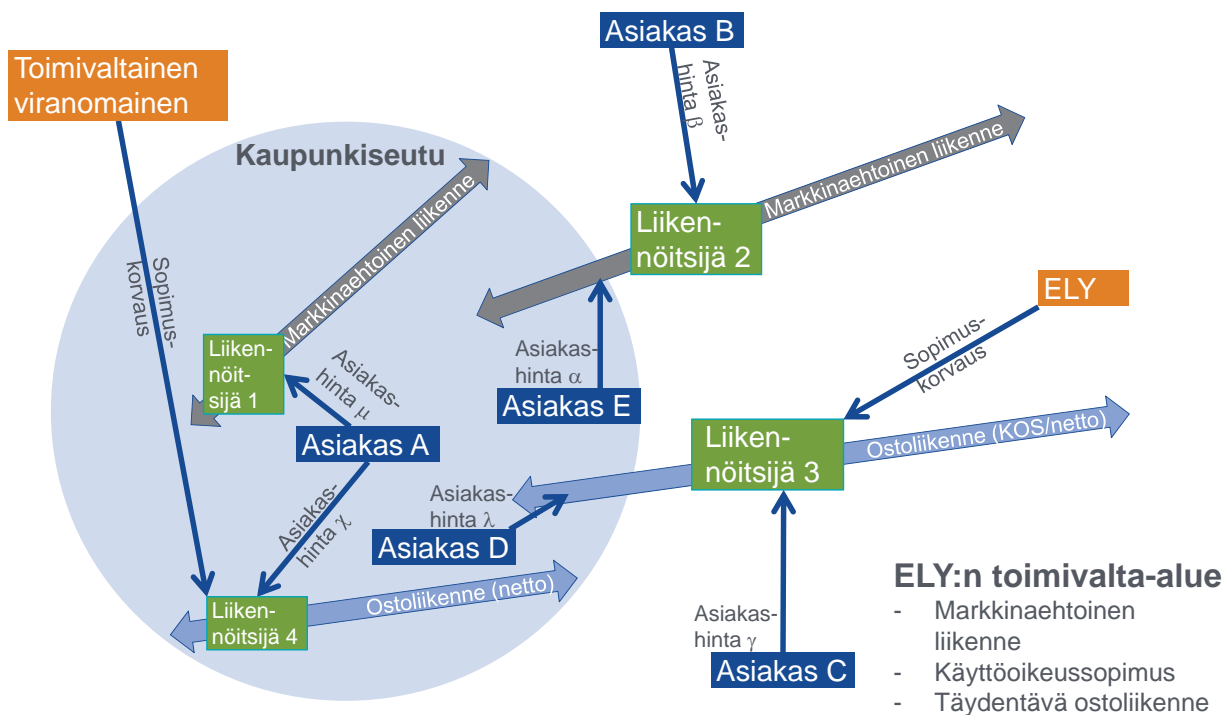 Asiakas B
Toimivaltainen
viranomainen
Asiakas-
hinta β
Kaupunkiseutu
Markkinaehtoinen liikenne
Markkinaehtoinen liikenne
Liiken-
nöitsijä 2
Sopimus-
korvaus
ELY
Sopimus-
korvaus
Liiken-
nöit-
sijä 1
Asiakas-
hinta μ
Asiakas-
hinta α
Asiakas E
Asiakas A
Liiken-
nöitsijä 3
Ostoliikenne (KOS/netto)
Asiakas-
hinta χ
Asiakas-
hinta λ
Asiakas D
Liiken-
nöitsijä 4
Ostoliikenne (netto)
Asiakas-
hinta γ
Asiakas C
ELY:n toimivalta-alue
- Markkinaehtoinen
liikenne
- Käyttöoikeussopimus
- Täydentävä ostoliikenne